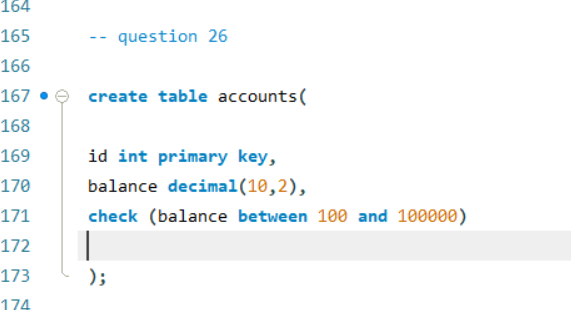 164
165 -- question 26
166
167 create table accounts(
168
169 id int primary key,
170 balance decimal(10,2),
171 check (balance between 100 and 100000)
172
173 );
174